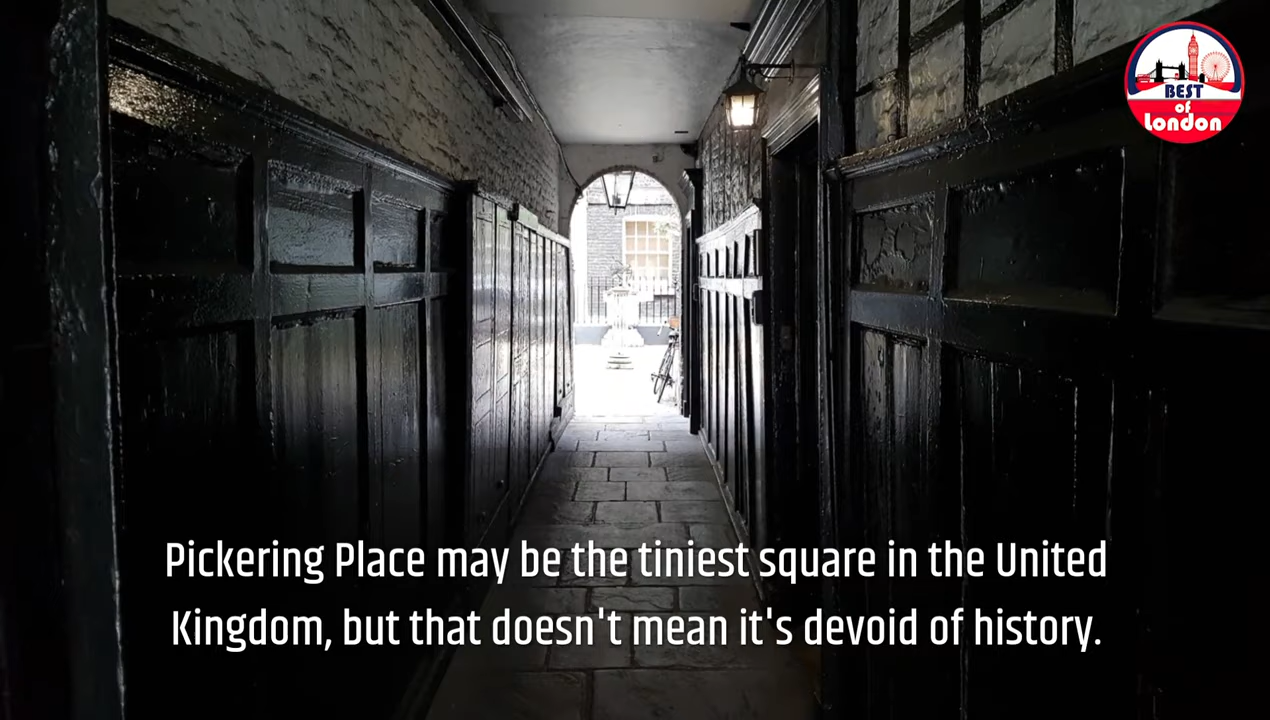 BEST
of
London
Pickering Place may be the tiniest square in the United
Kingdom, but that doesn't mean it's devoid of history.